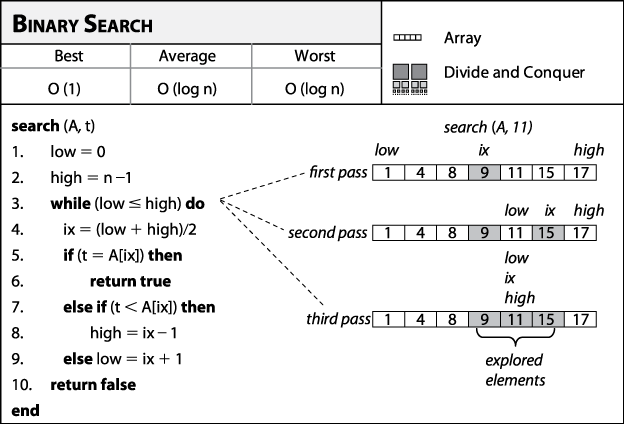 BINARY SEARCH
Best Average Worst
O (1) O (log n) O (log n)
Array
Divide and Conquer
search (A, t)
1. low = 0
2. high = n – 1
3. while (low ≤ high) do
4. ix = (low + high)/2
5. if (t = A[ix]) then
6. return true
7. else if (t < A[ix]) then
8. high = ix – 1
9. else low = ix + 1
10. return false
end
search (A, 11)
low ix high
first pass 1 4 8 9 11 15 17
low ix high
second pass 1 4 8 9 11 15 17
low
ix
high
third pass 1 4 8 9 11 15 17
explored
elements